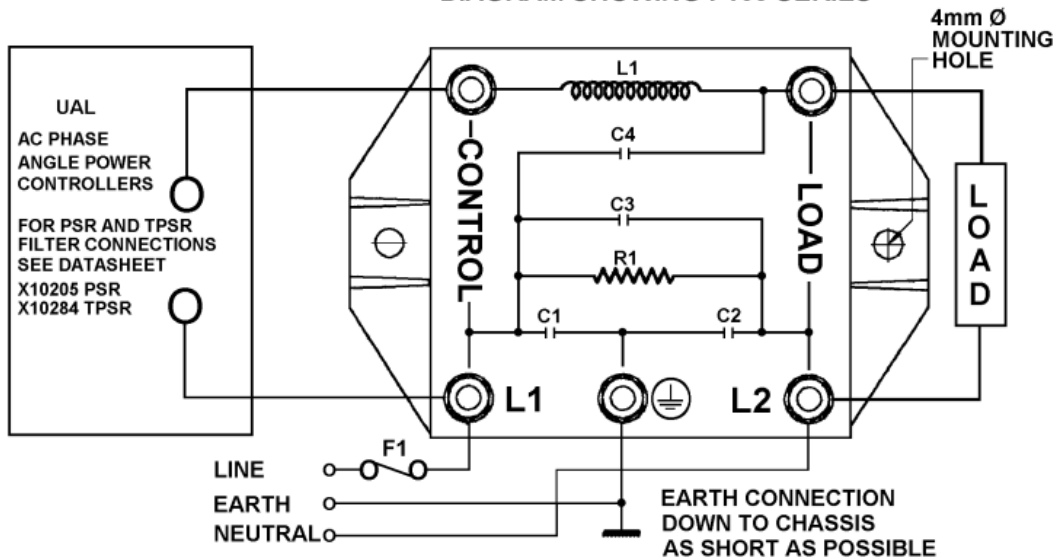 4mm Ø
MOUNTING
HOLE
UAL
AC PHASE
ANGLE POWER
CONTROLLERS
FOR PSR AND TPSR
FILTER CONNECTIONS
SEE DATASHEET
X10205 PSR
X10284 TPSR
L1
C4
C3
R1
C1
C2
CONTROL
LOAD
LOAD
L1
L2
F1
LINE
EARTH
NEUTRAL
EARTH CONNECTION
DOWN TO CHASSIS
AS SHORT AS POSSIBLE